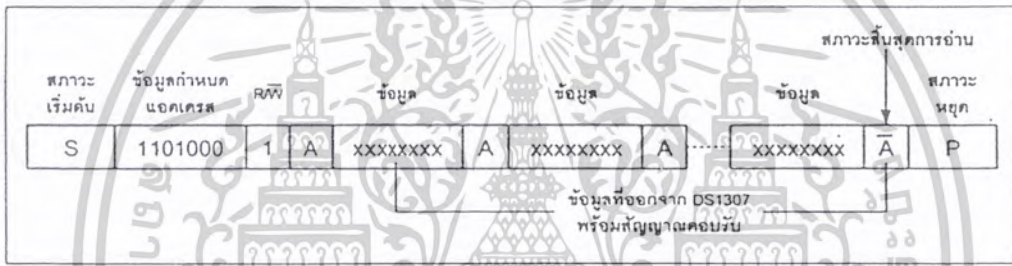 สภาวะสิ้นสุดการอ่าน
สภาวะ
เริ่มต้น
ข้อมูลกำหนด
แอดเดรส
R/W̅
ข้อมูล
ข้อมูล
ข้อมูล
สภาวะ
หยุด
S 1101000 1 A xxxxxxxx A xxxxxxxx A xxxxxxxx A̅ P
ข้อมูลที่ออกจาก DS1307
พร้อมสัญญาณตอบรับ